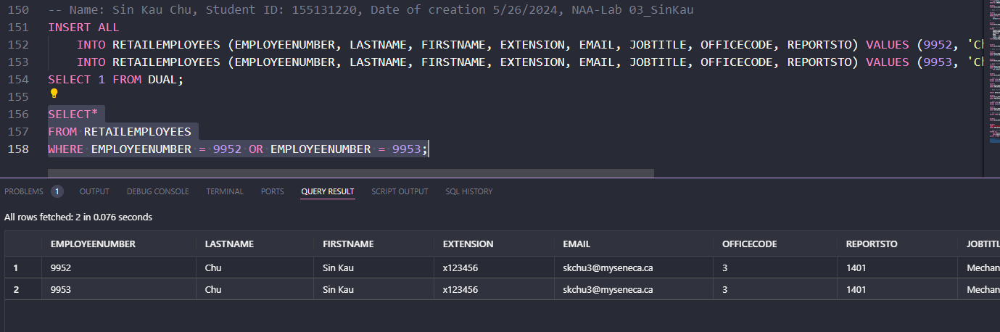 150 -- Name: Sin Kau Chu, Student ID: 155131220, Date of creation 5/26/2024, NAA-Lab 03_SinKau
151 INSERT ALL
152 INTO RETAILEMPLOYEES (EMPLOYEENUMBER, LASTNAME, FIRSTNAME, EXTENSION, EMAIL, JOBTITLE, OFFICECODE, REPORTSTO) VALUES (9952, 'Ch
153 INTO RETAILEMPLOYEES (EMPLOYEENUMBER, LASTNAME, FIRSTNAME, EXTENSION, EMAIL, JOBTITLE, OFFICECODE, REPORTSTO) VALUES (9953, 'Ch
154 SELECT 1 FROM DUAL;
155
156 SELECT*
157 FROM RETAILEMPLOYEES
158 WHERE EMPLOYEENUMBER = 9952 OR EMPLOYEENUMBER = 9953;
PROBLEMS 1 OUTPUT DEBUG CONSOLE TERMINAL PORTS QUERY RESULT SCRIPT OUTPUT SQL HISTORY
All rows fetched: 2 in 0.076 seconds
EMPLOYEENUMBER LASTNAME FIRSTNAME EXTENSION EMAIL OFFICECODE REPORTSTO JOBTITL
1 9952 Chu Sin Kau x123456 skchu3@myseneca.ca 3 1401 Mechan
2 9953 Chu Sin Kau x123456 skchu3@myseneca.ca 3 1401 Mechan